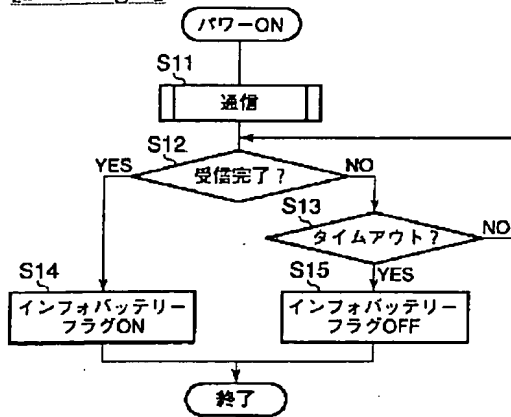 パワーON
S11
通信
S12
YES
受信完了?
NO
S13
タイムアウト?
NO
S14
S15
YES
インフォバッテリー
フラグON
インフォバッテリー
フラグOFF
終了